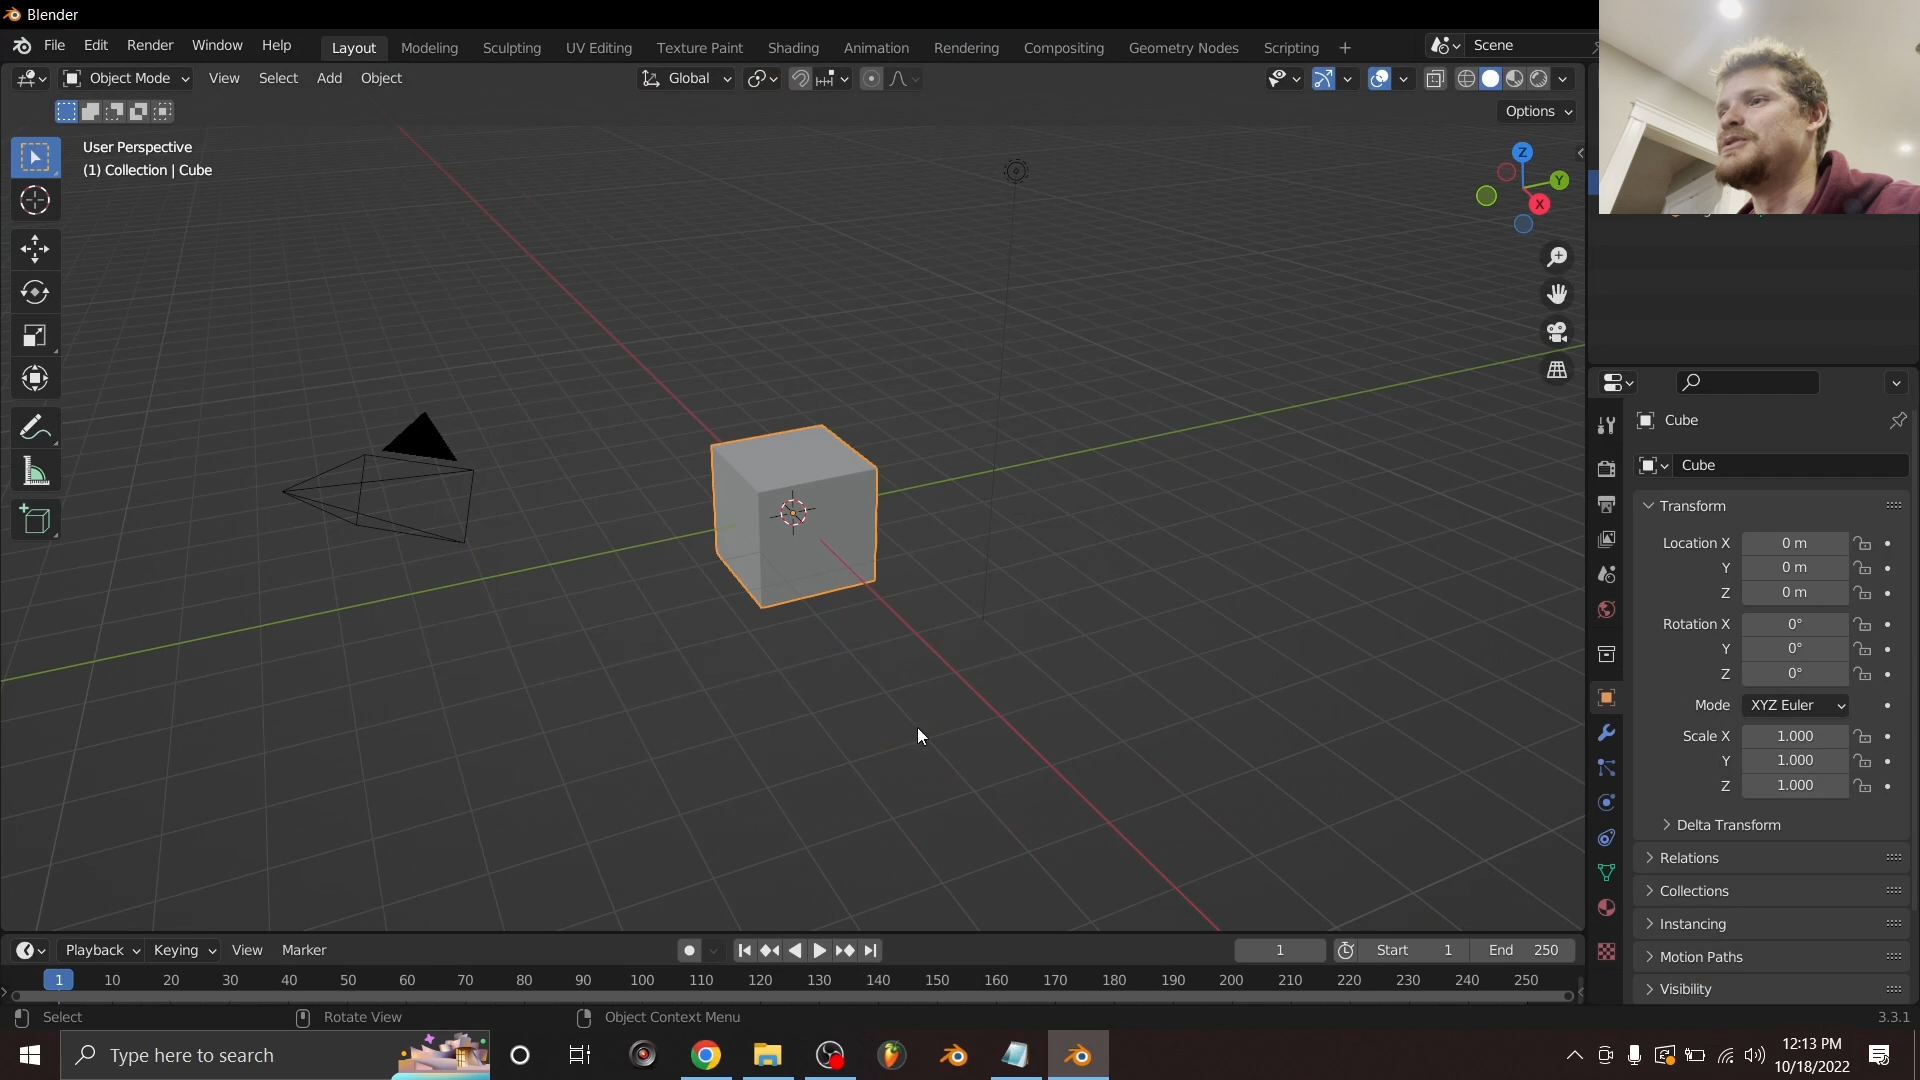 Blender
File Edit Render Window Help Layout Modeling Sculpting UV Editing Texture Paint Shading Animation Rendering Compositing Geometry Nodes Scripting + Scene
Object Mode View Select Add Object Global
Options
User Perspective
(1) Collection | Cube
Z
Y
X
Cube
Cube
Transform
Location X 0 m
Y 0 m
Z 0 m
Rotation X 0°
Y 0°
Z 0°
Mode XYZ Euler
Scale X 1.000
Y 1.000
Z 1.000
Delta Transform
Relations
Collections
Instancing
Motion Paths
Visibility
Playback Keying View Marker 1 Start 1 End 250
1 10 20 30 40 50 60 70 80 90 100 110 120 130 140 150 160 170 180 190 200 210 220 230 240 250
Select Rotate View Object Context Menu 3.3.1
Type here to search
12:13 PM
10/18/2022